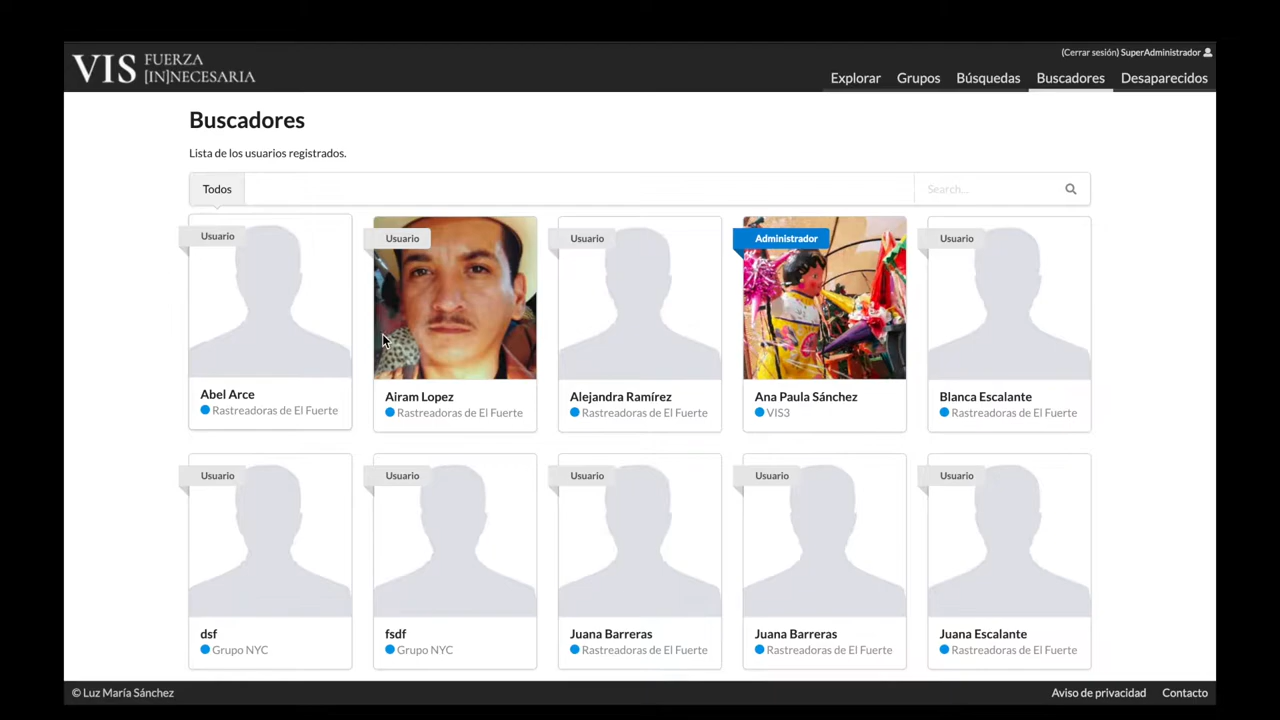 VIS FUERZA
[IN]NECESARIA
(Cerrar sesión) SuperAdministrador
Explorar Grupos Búsquedas Buscadores Desaparecidos
Buscadores
Lista de los usuarios registrados.
Todos Search...
Usuario Usuario Usuario Administrador Usuario
Abel Arce Airam Lopez Alejandra Ramírez Ana Paula Sánchez Blanca Escalante
Rastreadoras de El Fuerte Rastreadoras de El Fuerte Rastreadoras de El Fuerte VIS3 Rastreadoras de El Fuerte
Usuario Usuario Usuario Usuario Usuario
dsf fsdf Juana Barreras Juana Barreras Juana Escalante
Grupo NYC Grupo NYC Rastreadoras de El Fuerte Rastreadoras de El Fuerte Rastreadoras de El Fuerte
© Luz María Sánchez Aviso de privacidad Contacto